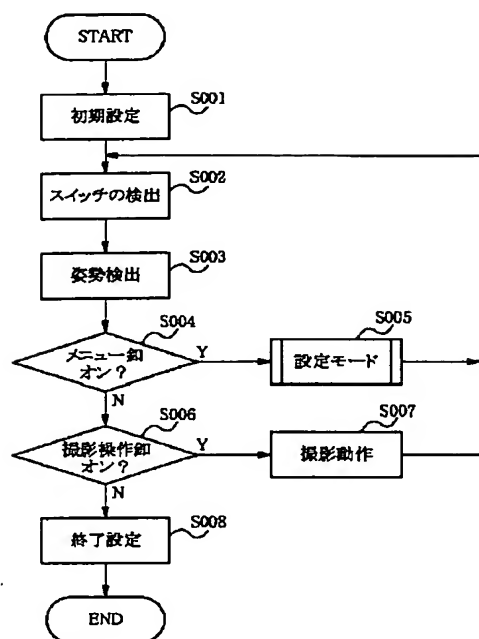 START
S001
初期設定
S002
スイッチの検出
S003
姿勢検出
S004
メニュー釦
オン？
Y
S005
設定モード
N
S006
撮影操作釦
オン？
Y
S007
撮影動作
N
S008
終了設定
END